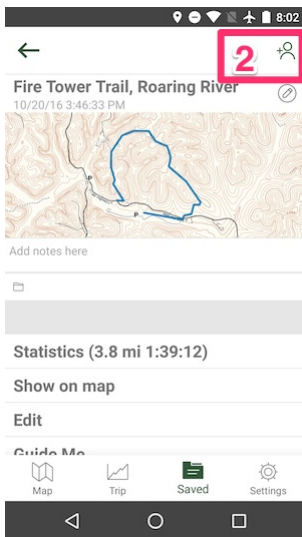 8:02
2
Fire Tower Trail, Roaring River
10/20/16 3:46:33 PM
P
P
Add notes here
Statistics (3.8 mi 1:39:12)
Show on map
Edit
Guide Me
Map Trip Saved Settings